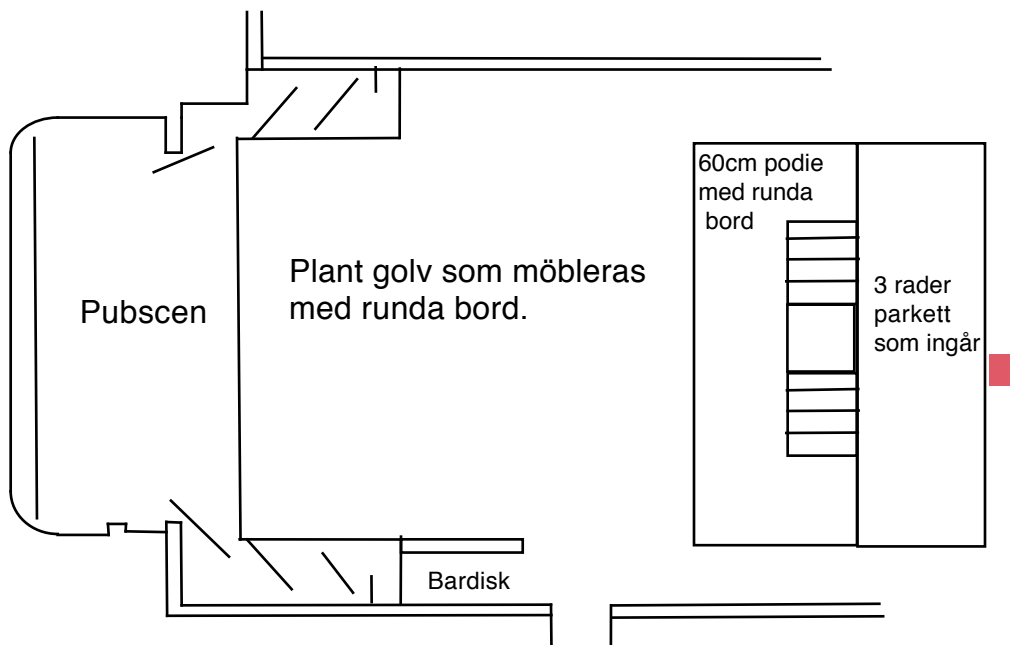 Pubscen
Plant golv som möbleras
med runda bord.
60cm podie
med runda
bord
3 rader
parkett
som ingår
Bardisk